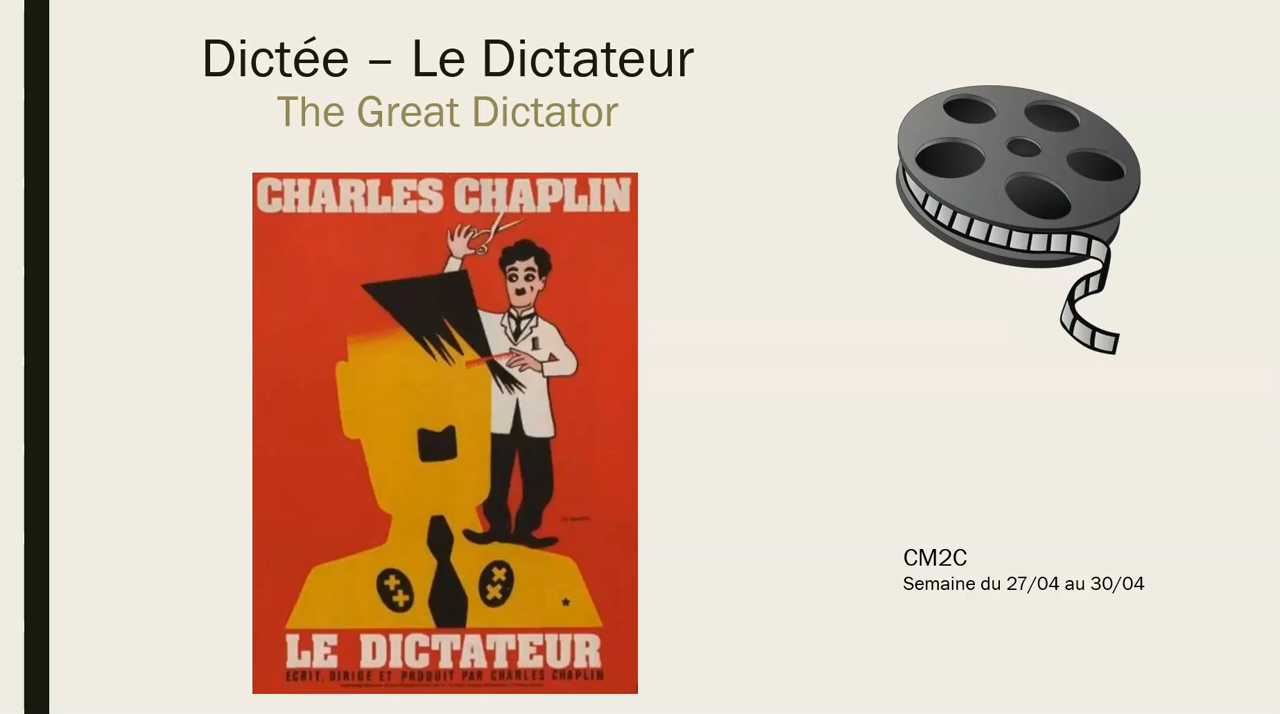 Dictée – Le Dictateur
The Great Dictator
CHARLES CHAPLIN
LE DICTATEUR
ECRIT, DIRIGE ET PRODUIT PAR CHARLES CHAPLIN
CM2C
Semaine du 27/04 au 30/04